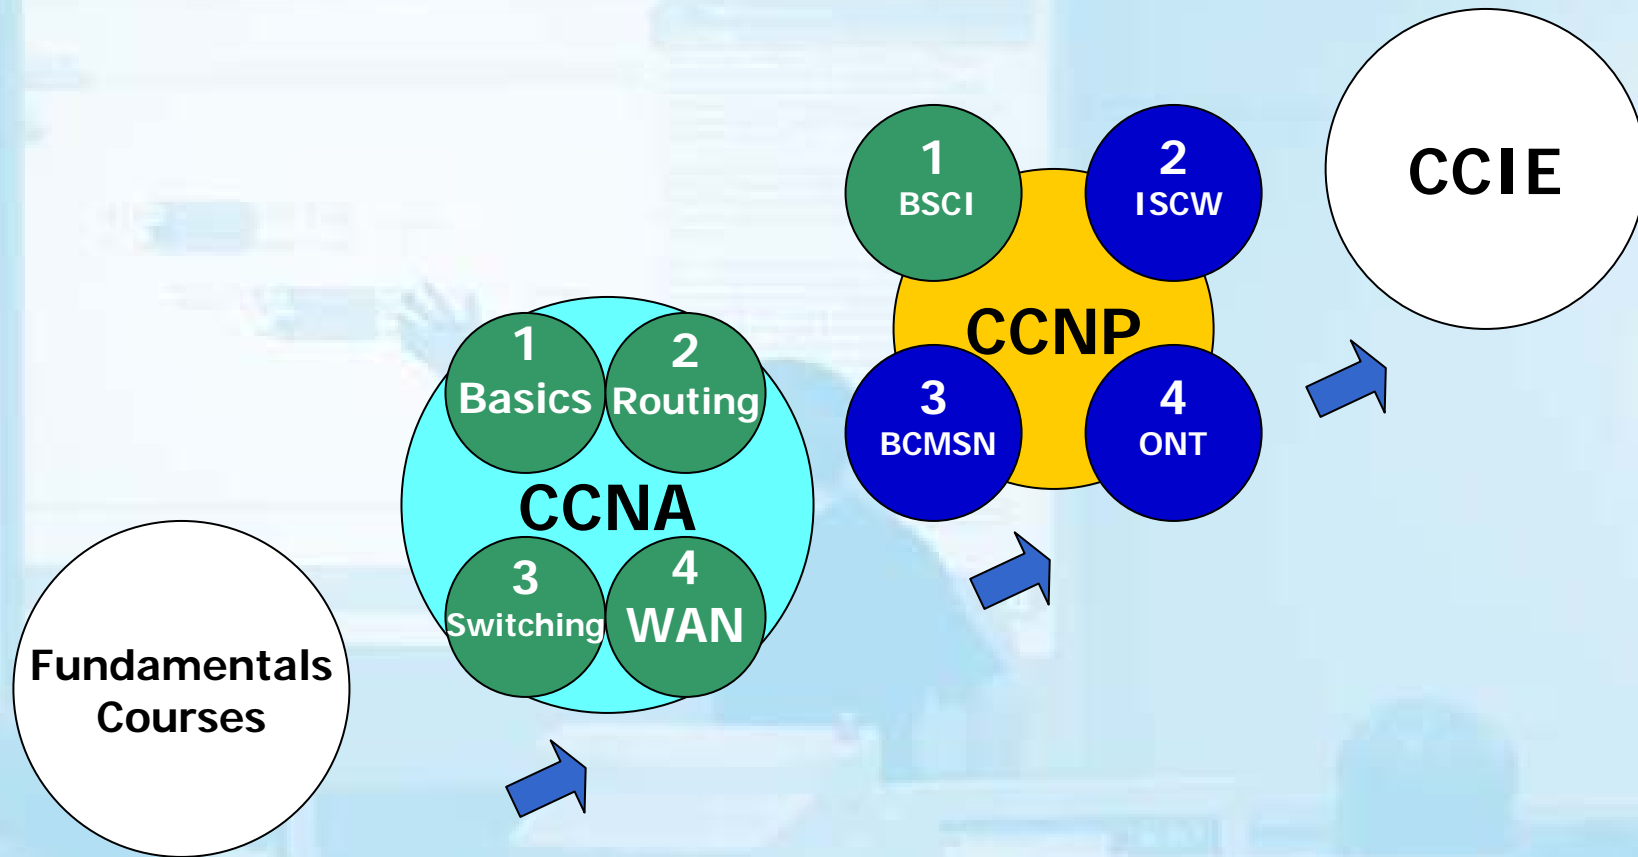 Fundamentals
Courses
1
Basics
2
Routing
CCNA
3
Switching
4
WAN
1
BSCI
2
ISCW
CCNP
3
BCMSN
4
ONT
CCIE